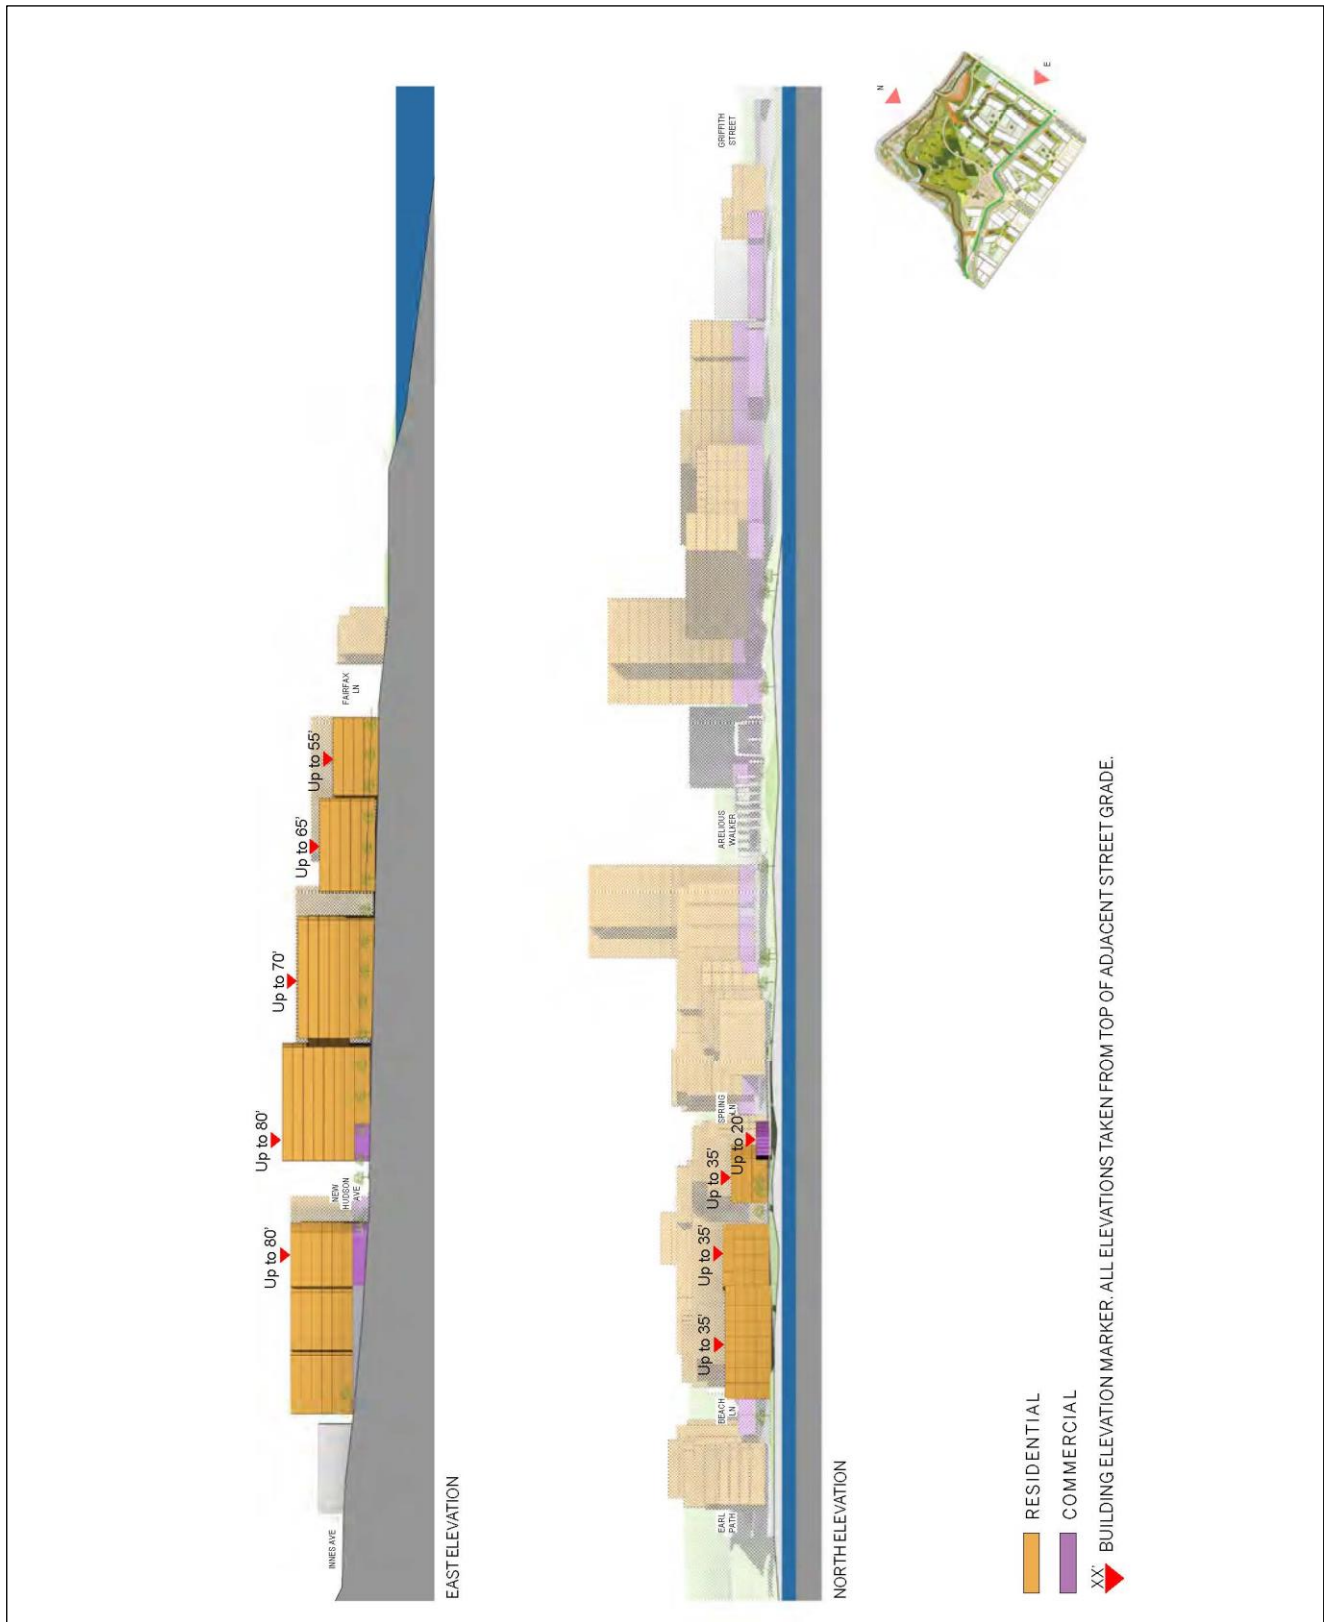 INNES AVE
Up to 80'
NEW
HUDSON
AVE
Up to 80'
Up to 70'
Up to 65'
Up to 55'
FAIRFAX
LN
EAST ELEVATION
EARL
PATH
BEACH
LN
Up to 35'
Up to 35'
Up to 35'
Up to 20'
SPRING
LN
ARELIOUS
WALKER
GRIFFITH
STREET
NORTH ELEVATION
N
E
RESIDENTIAL
COMMERCIAL
XX' BUILDING ELEVATION MARKER. ALL ELEVATIONS TAKEN FROM TOP OF ADJACENT STREET GRADE.